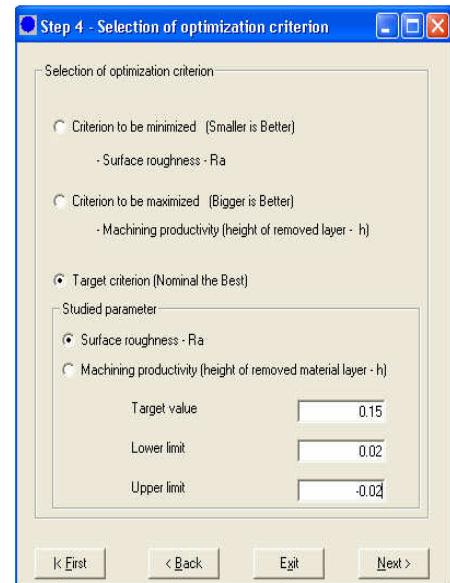 Step 4 - Selection of optimization criterion
Selection of optimization criterion
Criterion to be minimized (Smaller is Better)
- Surface roughness - Ra
Criterion to be maximized (Bigger is Better)
- Machining productivity (height of removed layer - h)
Target criterion (Nominal the Best)
Studied parameter
Surface roughness - Ra
Machining productivity (height of removed material layer - h)
Target value 0.15
Lower limit 0.02
Upper limit -0.02
|< First < Back Exit Next >